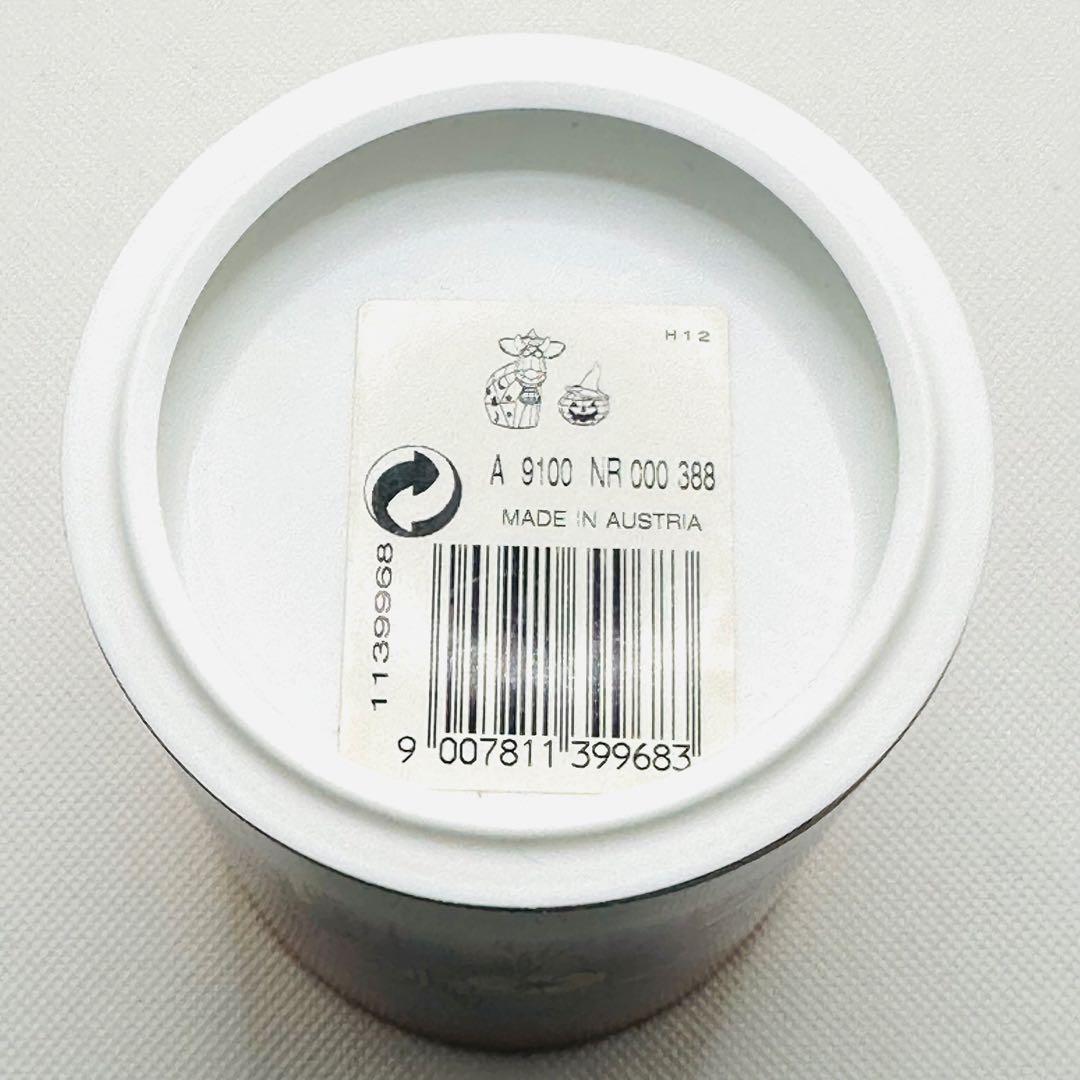 H12
A 9100 NR 000 388
MADE IN AUSTRIA
1139968
9 007811 399683